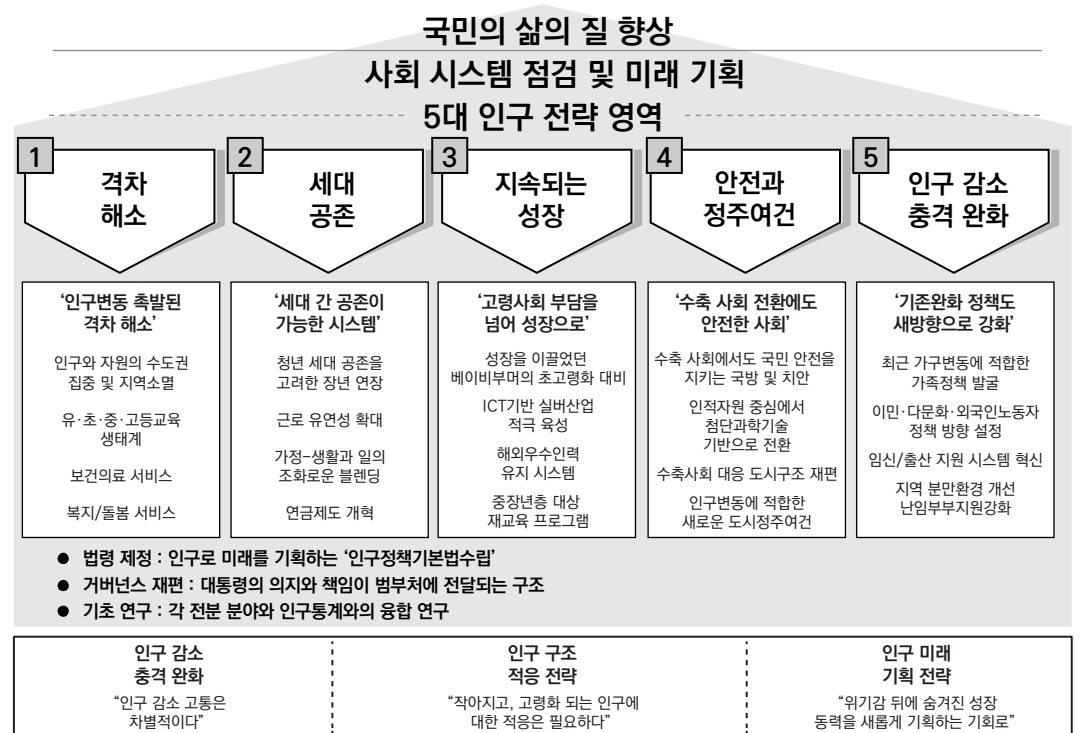 국민의 삶의 질 향상
사회 시스템 점검 및 미래 기획
5대 인구 전략 영역
1
격차
해소
2
세대
공존
3
지속되는
성장
4
안전과
정주여건
5
인구 감소
충격 완화
‘인구변동 촉발된
격차 해소’
인구와 자원의 수도권
집중 및 지역소멸
유·초·중·고등교육
생태계
보건의료 서비스
복지/돌봄 서비스
‘세대 간 공존이
가능한 시스템’
청년 세대 공존을
고려한 장년 연장
근로 유연성 확대
가정-생활과 일의
조화로운 블렌딩
연금제도 개혁
‘고령사회 부담을
넘어 성장으로’
성장을 이끌었던
베이비부머의 초고령화 대비
ICT기반 실버산업
적극 육성
해외우수인력
유지 시스템
중장년층 대상
재교육 프로그램
‘수축 사회 전환에도
안전한 사회’
수축 사회에서도 국민 안전을
지키는 국방 및 치안
인적자원 중심에서
첨단과학기술
기반으로 전환
수축사회 대응 도시구조 재편
인구변동에 적합한
새로운 도시정주여건
‘기존완화 정책도
새방향으로 강화’
최근 가구변동에 적합한
가족정책 발굴
이민·다문화·외국인노동자
정책 방향 설정
임신/출산 지원 시스템 혁신
지역 분만환경 개선
난임부부지원강화
● 법령 제정 : 인구로 미래를 기획하는 ‘인구정책기본법수립’
● 거버넌스 재편 : 대통령의 의지와 책임이 범부처에 전달되는 구조
● 기초 연구 : 각 전분 분야와 인구통계와의 융합 연구
인구 감소
충격 완화
“인구 감소 고통은
차별적이다”
인구 구조
적응 전략
“작아지고, 고령화 되는 인구에
대한 적응은 필요하다”
인구 미래
기획 전략
“위기감 뒤에 숨겨진 성장
동력을 새롭게 기획하는 기회로”